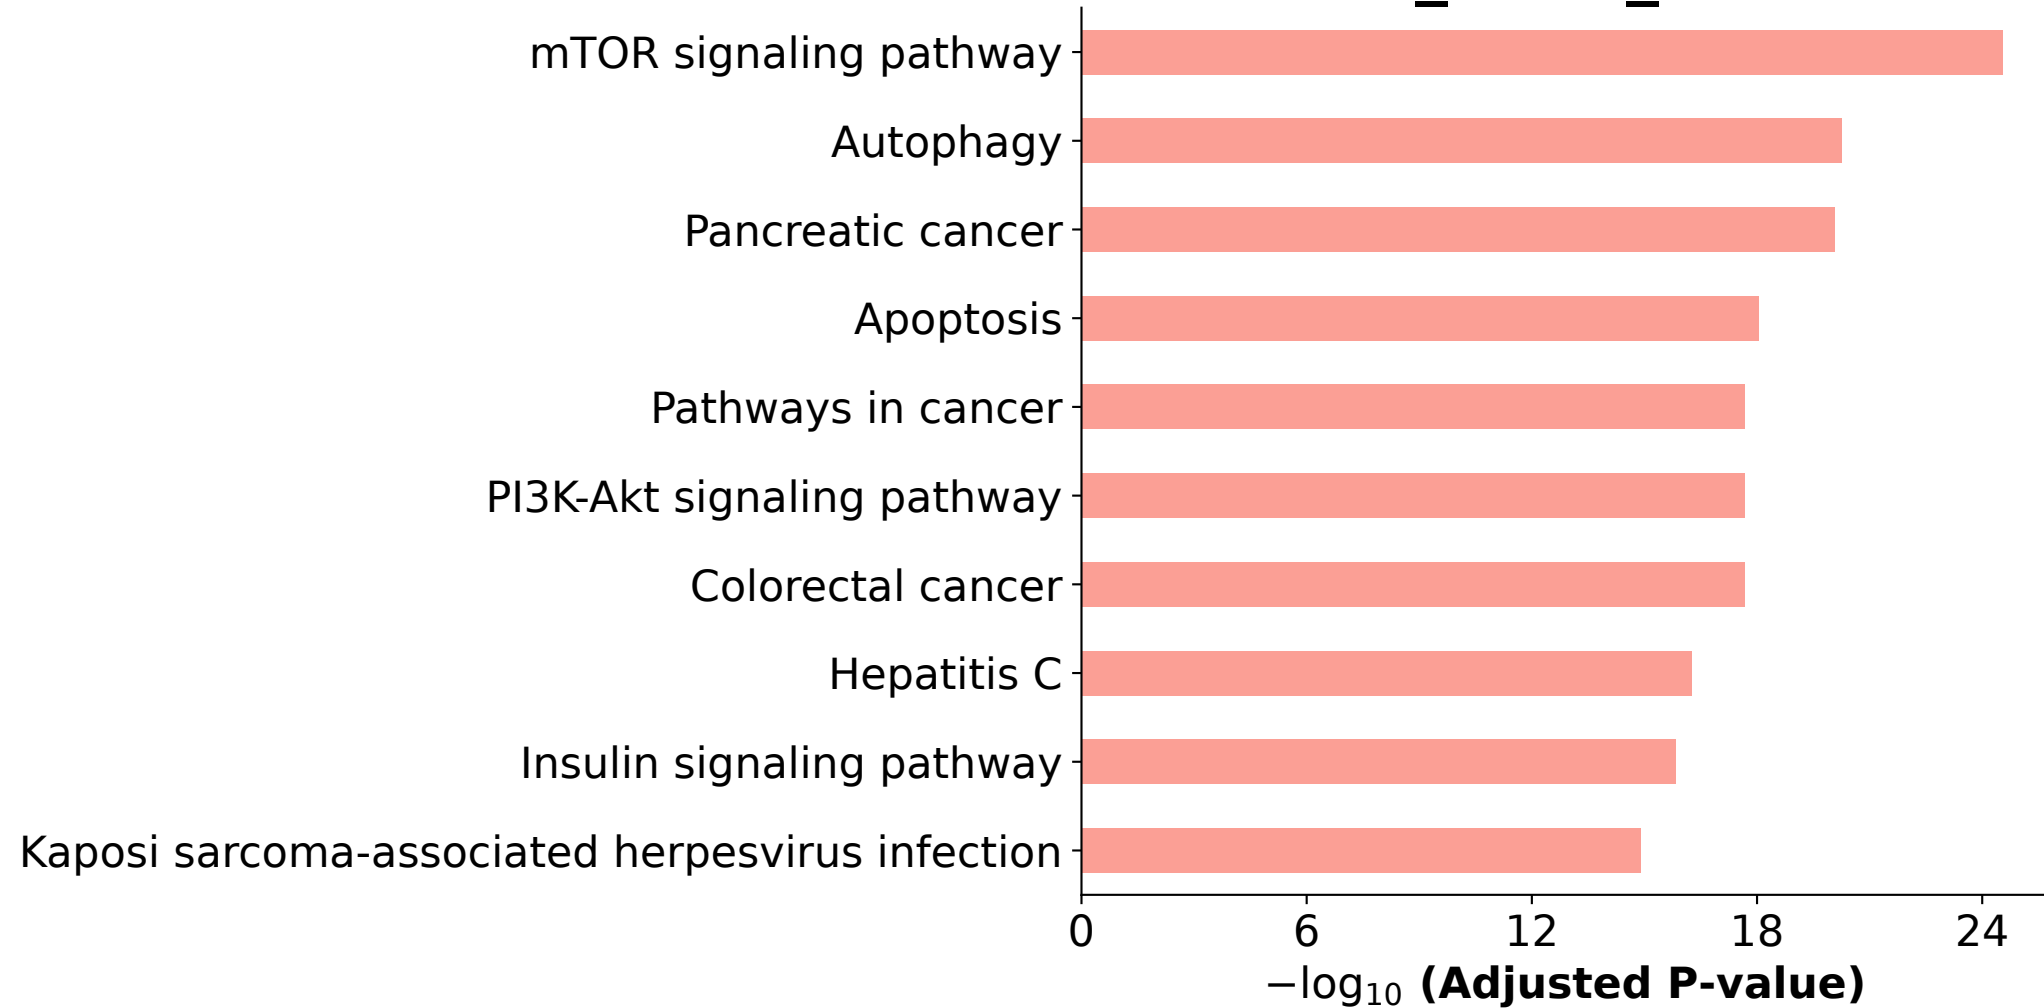 mTOR signaling pathway
Autophagy
Pancreatic cancer
Apoptosis
Pathways in cancer
PI3K-Akt signaling pathway
Colorectal cancer
Hepatitis C
Insulin signaling pathway
Kaposi sarcoma-associated herpesvirus infection
0 6 12 18 24
−log₁₀ (Adjusted P-value)